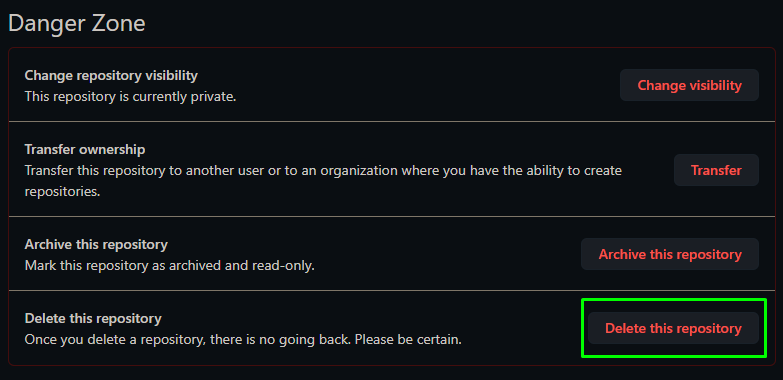 Danger Zone
Change repository visibility
This repository is currently private.
Change visibility
Transfer ownership
Transfer this repository to another user or to an organization where you have the ability to create
repositories.
Transfer
Archive this repository
Mark this repository as archived and read-only.
Archive this repository
Delete this repository
Once you delete a repository, there is no going back. Please be certain.
Delete this repository